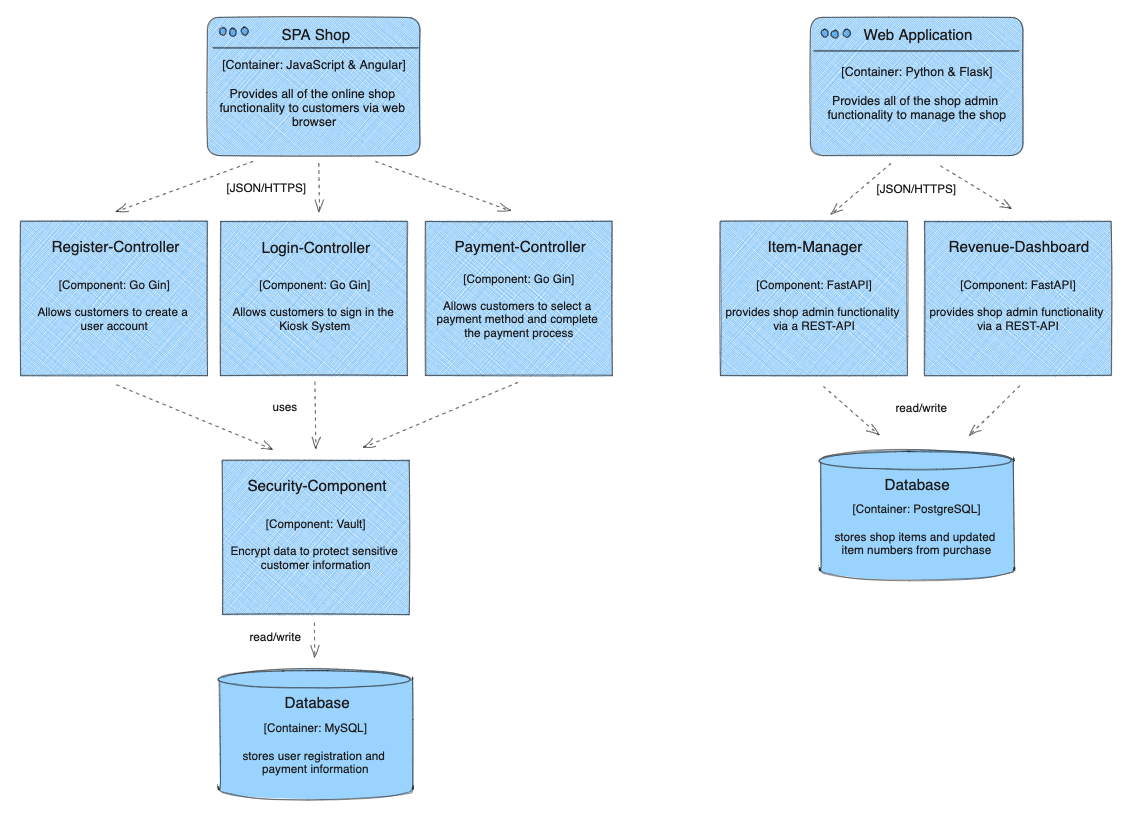 SPA Shop
[Container: JavaScript & Angular]
Provides all of the online shop
functionality to customers via web
browser
Web Application
[Container: Python & Flask]
Provides all of the shop admin
functionality to manage the shop
[JSON/HTTPS]
[JSON/HTTPS]
Register-Controller
[Component: Go Gin]
Allows customers to create a
user account
Login-Controller
[Component: Go Gin]
Allows customers to sign in the
Kiosk System
Payment-Controller
[Component: Go Gin]
Allows customers to select a
payment method and complete
the payment process
Item-Manager
[Component: FastAPI]
provides shop admin functionality
via a REST-API
Revenue-Dashboard
[Component: FastAPI]
provides shop admin functionality
via a REST-API
uses
read/write
Security-Component
[Component: Vault]
Encrypt data to protect sensitive
customer information
Database
[Container: PostgreSQL]
stores shop items and updated
item numbers from purchase
read/write
Database
[Container: MySQL]
stores user registration and
payment information